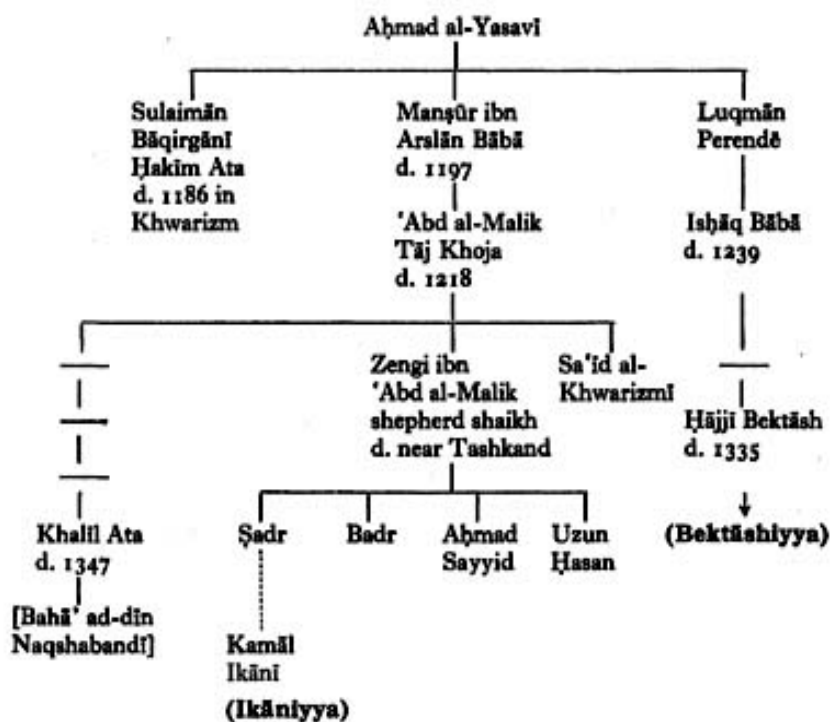 Aḥmad al-Yasavī
Sulaimān
Bāqirgānī
Ḥakīm Ata
d. 1186 in
Khwarizm
Manṣūr ibn
Arslān Bābā
d. 1197
Luqmān
Perendē
'Abd al-Malik
Tāj Khoja
d. 1218
Isḥāq Bābā
d. 1239
Zengi ibn
'Abd al-Malik
shepherd shaikh
d. near Tashkand
Sa'īd al-
Khwarizmī
Ḥājjī Bektāsh
d. 1335
Khalīl Ata
d. 1347
Ṣadr
Badr
Aḥmad
Sayyid
Uzun
Ḥasan
(Bektāshiyya)
[Bahā' ad-dīn
Naqshabandī]
Kamāl
Ikānī
(Ikāniyya)